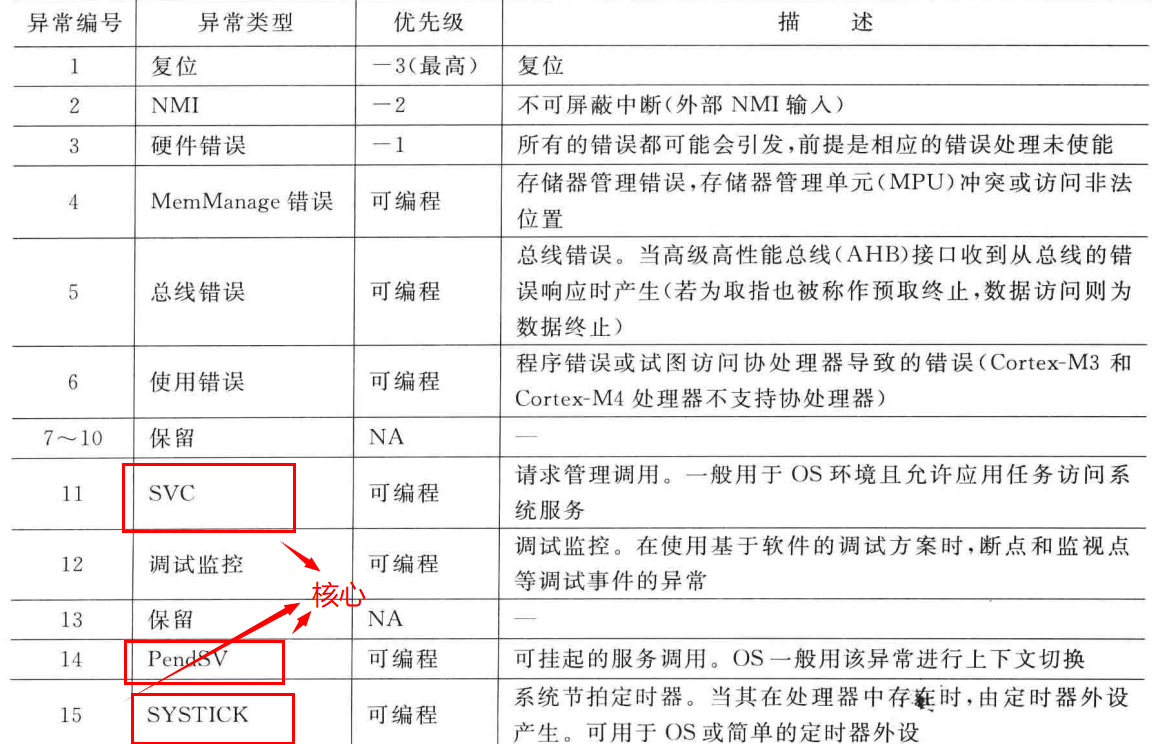 异常编号 异常类型 优先级 描 述
1 复位 －3(最高) 复位
2 NMI －2 不可屏蔽中断(外部 NMI 输入)
3 硬件错误 －1 所有的错误都可能会引发,前提是相应的错误处理未使能
4 MemManage 错误 可编程 存储器管理错误,存储器管理单元(MPU)冲突或访问非法
位置
5 总线错误 可编程 总线错误。当高级高性能总线(AHB)接口收到从总线的错
误响应时产生(若为取指也被称作预取终止,数据访问则为
数据终止)
6 使用错误 可编程 程序错误或试图访问协处理器导致的错误(Cortex-M3 和
Cortex-M4 处理器不支持协处理器)
7～10 保留 NA —
11 SVC 可编程 请求管理调用。一般用于 OS 环境且允许应用任务访问系
统服务
12 调试监控 可编程 调试监控。在使用基于软件的调试方案时,断点和监视点
等调试事件的异常
核心
13 保留 NA —
14 PendSV 可编程 可挂起的服务调用。OS 一般用该异常进行上下文切换
15 SYSTICK 可编程 系统节拍定时器。当其在处理器中存在时,由定时器外设
产生。可用于 OS 或简单的定时器外设